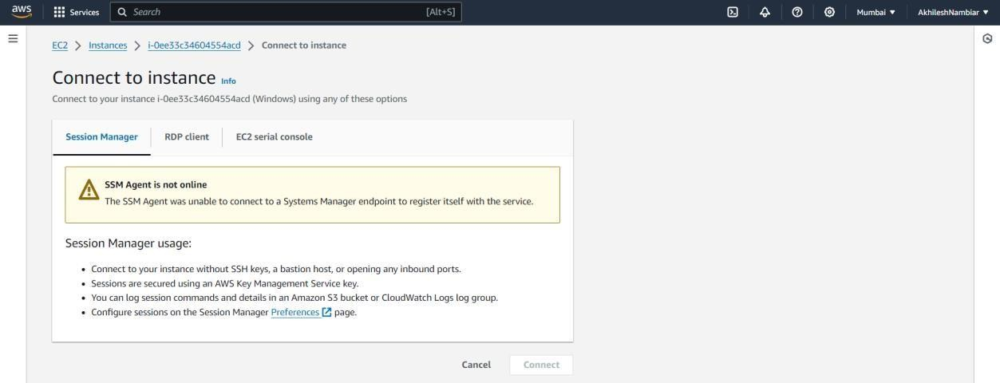 aws
Services
Search
[Alt+S]
Mumbai
AkhileshNambiar
EC2 > Instances > i-0ee33c34604554acd > Connect to instance
Connect to instance Info
Connect to your instance i-0ee33c34604554acd (Windows) using any of these options
Session Manager
RDP client
EC2 serial console
SSM Agent is not online
The SSM Agent was unable to connect to a Systems Manager endpoint to register itself with the service.
Session Manager usage:
• Connect to your instance without SSH keys, a bastion host, or opening any inbound ports.
• Sessions are secured using an AWS Key Management Service key.
• You can log session commands and details in an Amazon S3 bucket or CloudWatch Logs log group.
• Configure sessions on the Session Manager Preferences page.
Cancel
Connect